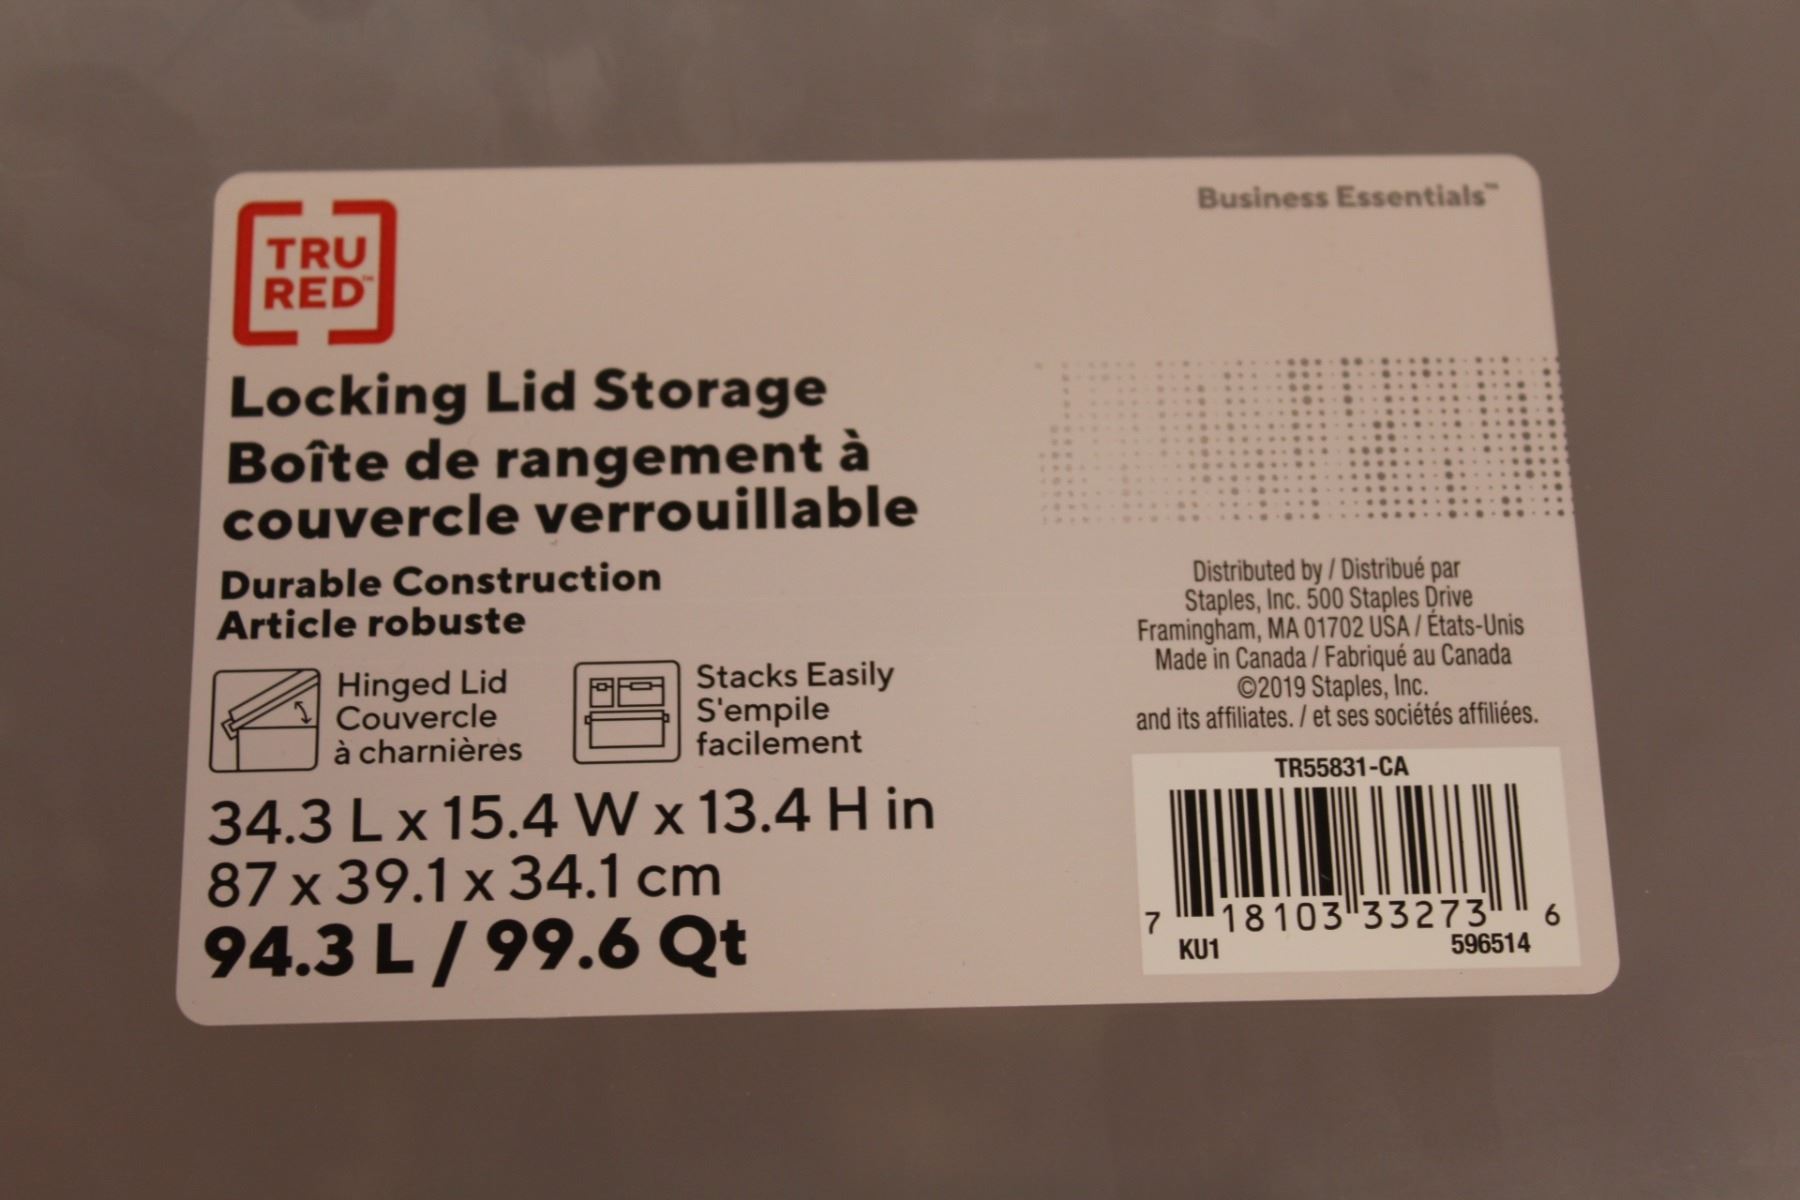 Business Essentials™
TRU
RED™
Locking Lid Storage
Boîte de rangement à
couvercle verrouillable
Durable Construction
Article robuste
Hinged Lid
Couvercle
à charnières
Stacks Easily
S'empile
facilement
34.3 L x 15.4 W x 13.4 H in
87 x 39.1 x 34.1 cm
94.3 L / 99.6 Qt
Distributed by / Distribué par
Staples, Inc. 500 Staples Drive
Framingham, MA 01702 USA / États-Unis
Made in Canada / Fabriqué au Canada
©2019 Staples, Inc.
and its affiliates. / et ses sociétés affiliées.
TR55831-CA
7 18103 33273 6
KU1 596514